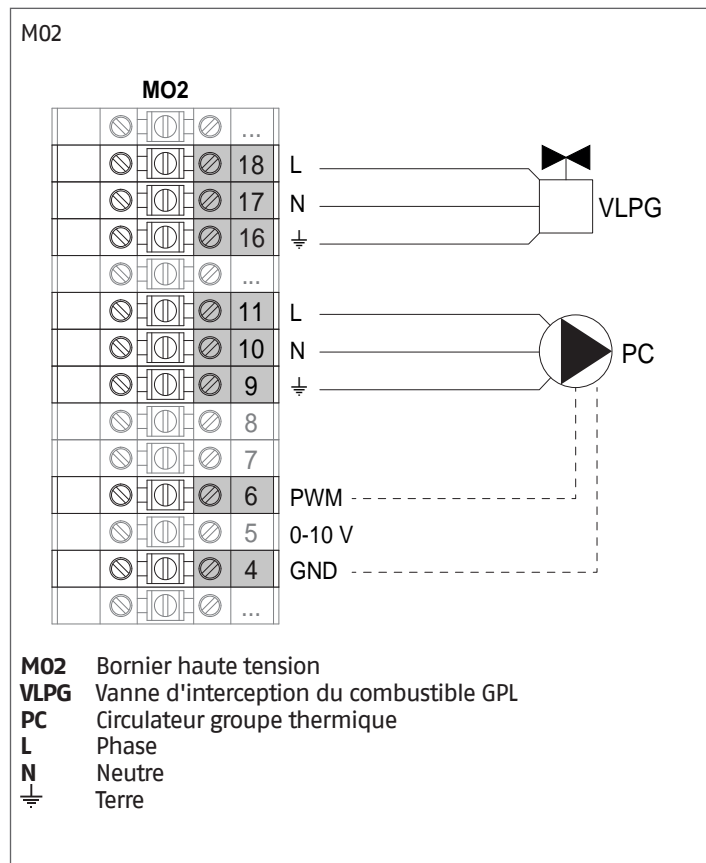 M02
MO2
...
18 L
17 N VLPG
16
...
11 L
10 N PC
9
8
7
6 PWM
5 0-10 V
4 GND
...
M02 Bornier haute tension
VLPG Vanne d'interception du combustible GPL
PC Circulateur groupe thermique
L Phase
N Neutre
⏚ Terre